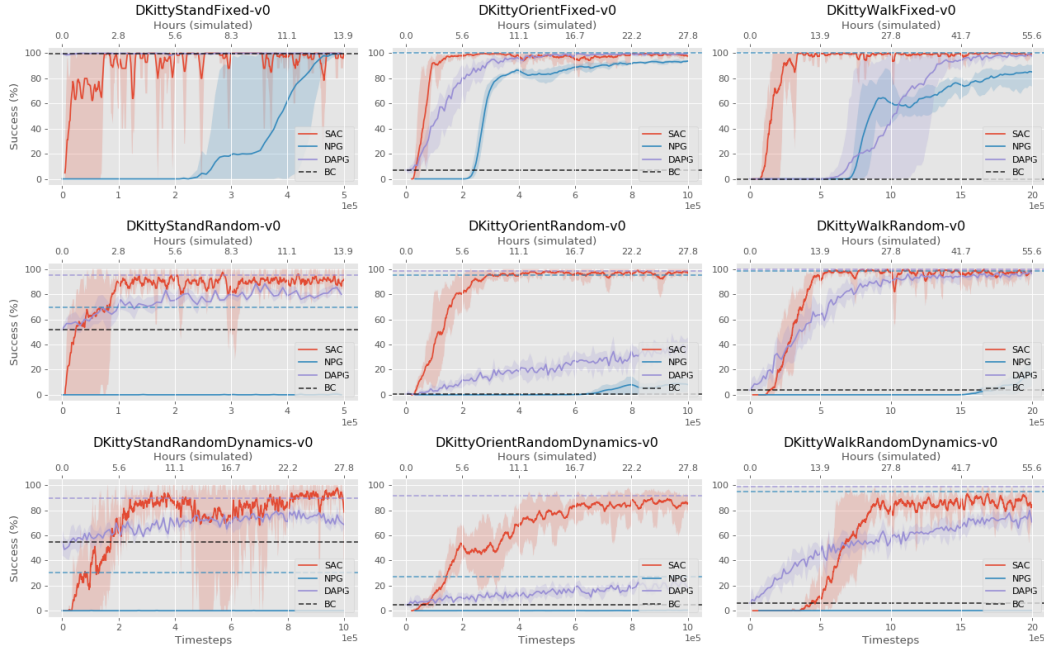 DKittyStandFixed-v0 DKittyOrientFixed-v0 DKittyWalkFixed-v0
Hours (simulated) Hours (simulated) Hours (simulated)
0.0 2.8 5.6 8.3 11.1 13.9 0.0 5.6 11.1 16.7 22.2 27.8 0.0 13.9 27.8 41.7 55.6
100 100 100
80 80 80
60 60 60
Success (%)
40 40 40
20 20 20
0 0 0
SAC SAC SAC
NPG NPG NPG
DAPG DAPG DAPG
BC BC BC
0 1 2 3 4 5 0 2 4 6 8 10 0 5 10 15 20
1e5 1e5 1e5
DKittyStandRandom-v0 DKittyOrientRandom-v0 DKittyWalkRandom-v0
Hours (simulated) Hours (simulated) Hours (simulated)
0.0 2.8 5.6 8.3 11.1 13.9 0.0 5.6 11.1 16.7 22.2 27.8 0.0 13.9 27.8 41.7 55.6
100 100 100
80 80 80
60 60 60
Success (%)
40 40 40
20 20 20
0 0 0
SAC SAC SAC
NPG NPG NPG
DAPG DAPG DAPG
BC BC BC
0 1 2 3 4 5 0 2 4 6 8 10 0 5 10 15 20
1e5 1e5 1e5
DKittyStandRandomDynamics-v0 DKittyOrientRandomDynamics-v0 DKittyWalkRandomDynamics-v0
Hours (simulated) Hours (simulated) Hours (simulated)
0.0 5.6 11.1 16.7 22.2 27.8 0.0 5.6 11.1 16.7 22.2 27.8 0.0 13.9 27.8 41.7 55.6
100 100 100
80 80 80
60 60 60
Success (%)
40 40 40
20 20 20
0 0 0
SAC SAC SAC
NPG NPG NPG
DAPG DAPG DAPG
BC BC BC
0 2 4 6 8 10 0 2 4 6 8 10 0 5 10 15 20
Timesteps 1e5 Timesteps 1e5 Timesteps 1e5